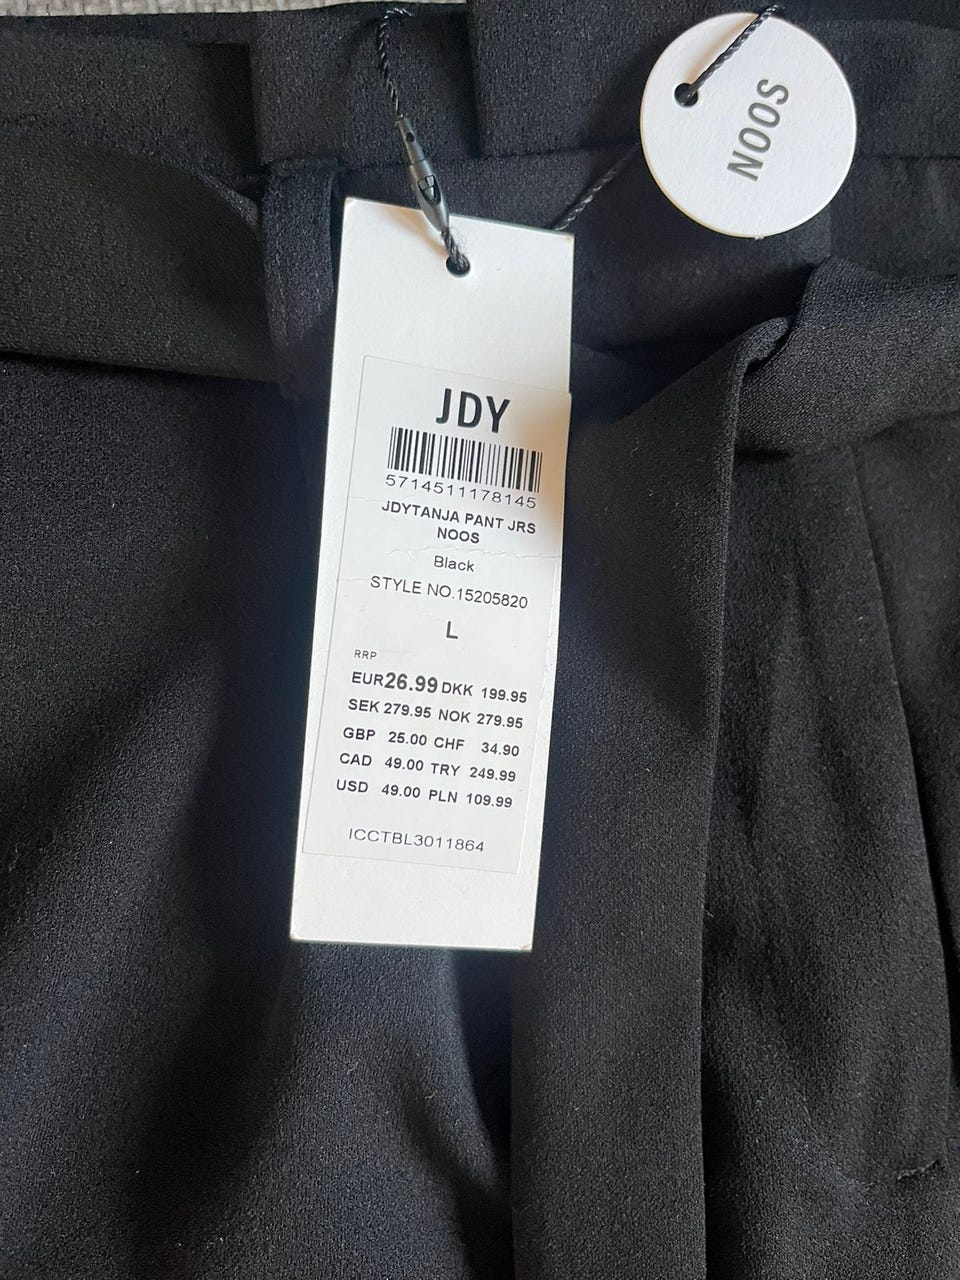 NOOS
JDY
5714511178145
JDYTANJA PANT JRS
NOOS
Black
STYLE NO.15205820
L
RRP
EUR26.99 DKK 199.95
SEK 279.95 NOK 279.95
GBP 25.00 CHF 34.90
CAD 49.00 TRY 249.99
USD 49.00 PLN 109.99
ICCTBL3011864